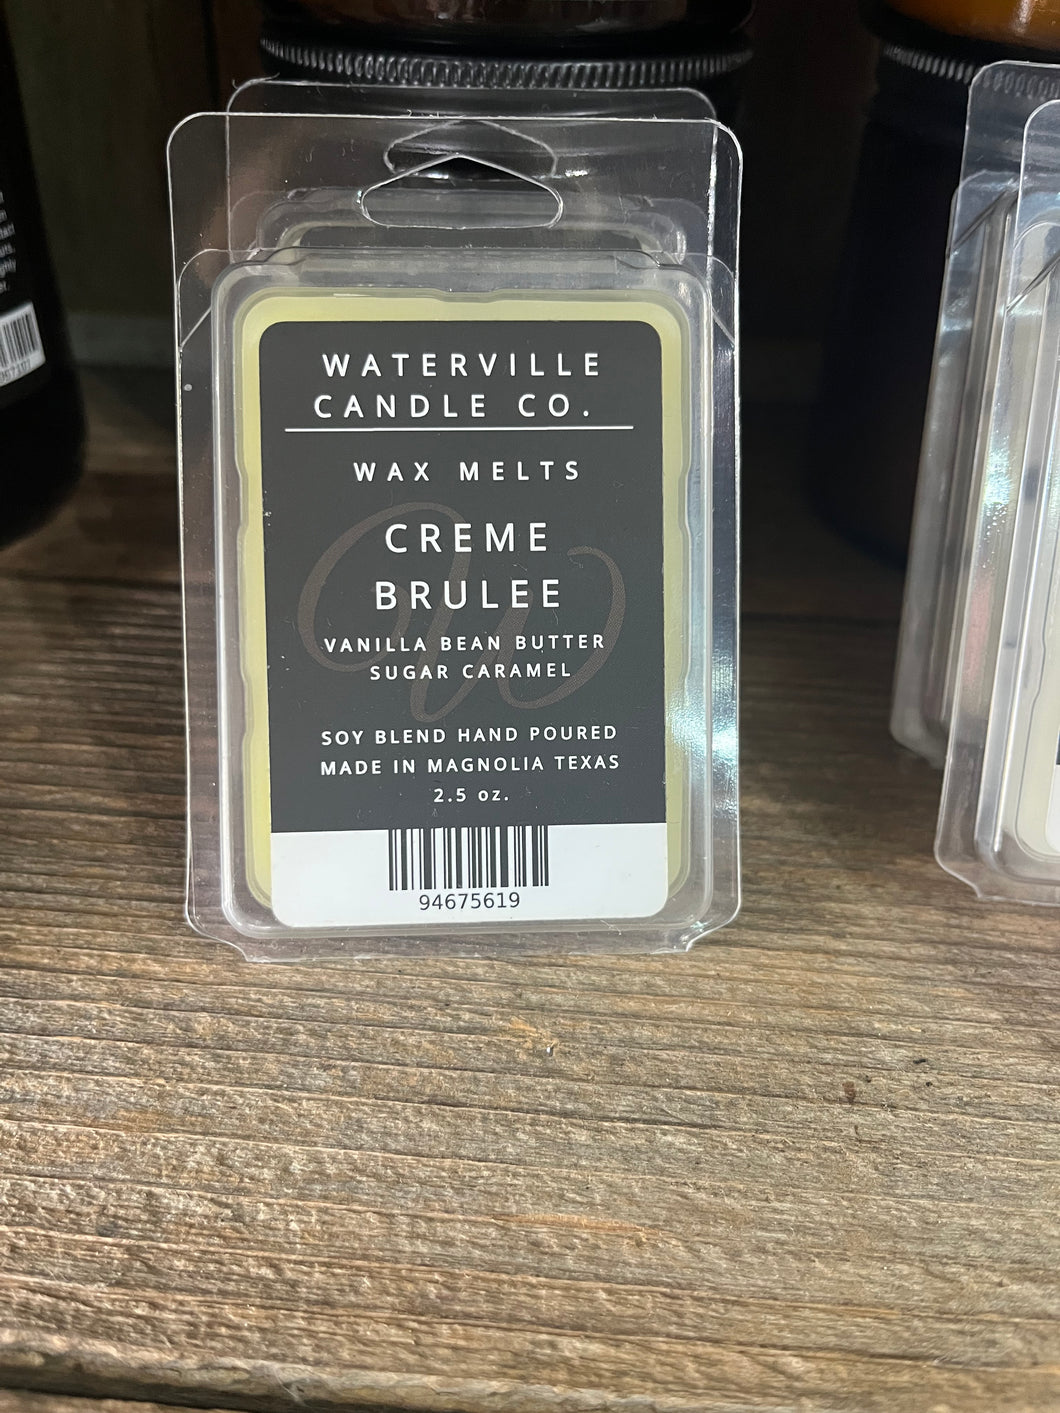 WATERVILLE
CANDLE CO.
WAX MELTS
CREME
BRULEE
VANILLA BEAN BUTTER
SUGAR CARAMEL
SOY BLEND HAND POURED
MADE IN MAGNOLIA TEXAS
2.5 oz.
94675619